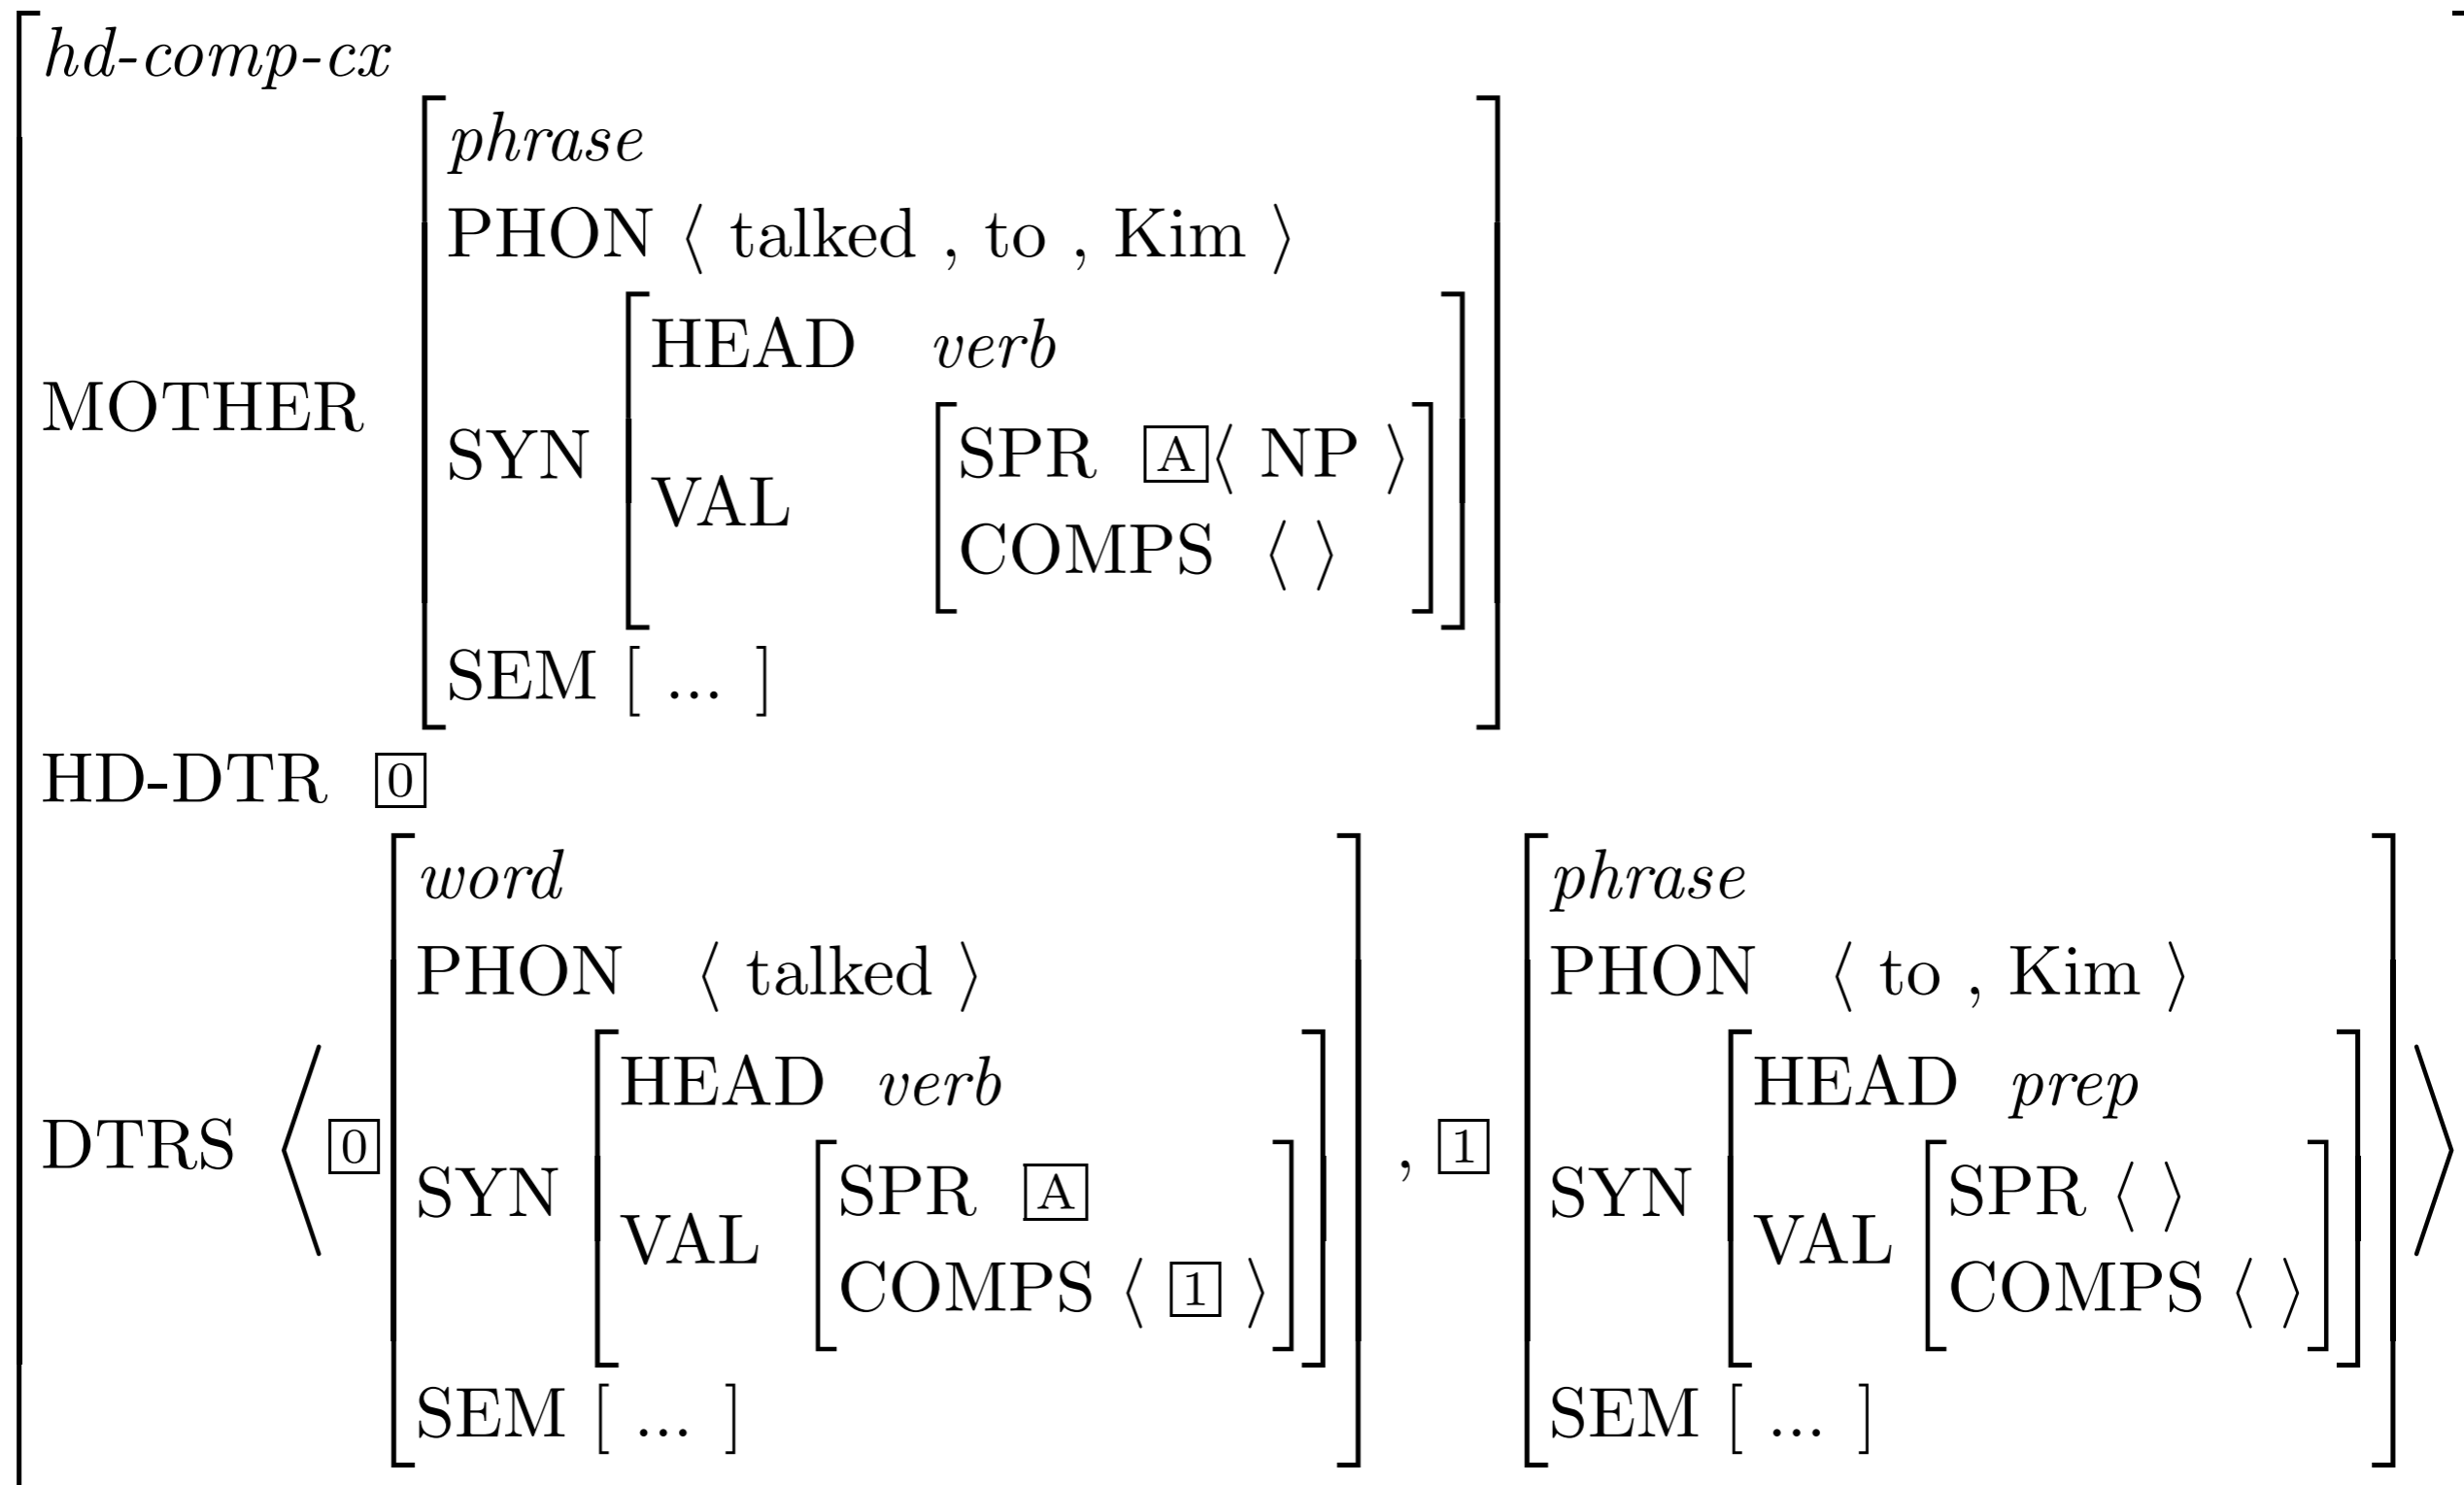 hd-comp-cx
phrase
PHON ⟨ talked , to , Kim ⟩
HEAD verb
MOTHER SYN VAL SPR A ⟨ NP ⟩
COMPS ⟨ ⟩
SEM [ ... ]
HD-DTR 0
word phrase
PHON ⟨ talked ⟩ PHON ⟨ to , Kim ⟩
HEAD verb HEAD prep
DTRS ⟨ 0 SYN VAL SPR A , 1 SYN VAL SPR ⟨ ⟩ ⟩
COMPS ⟨ 1 ⟩ COMPS ⟨ ⟩
SEM [ ... ] SEM [ ... ]